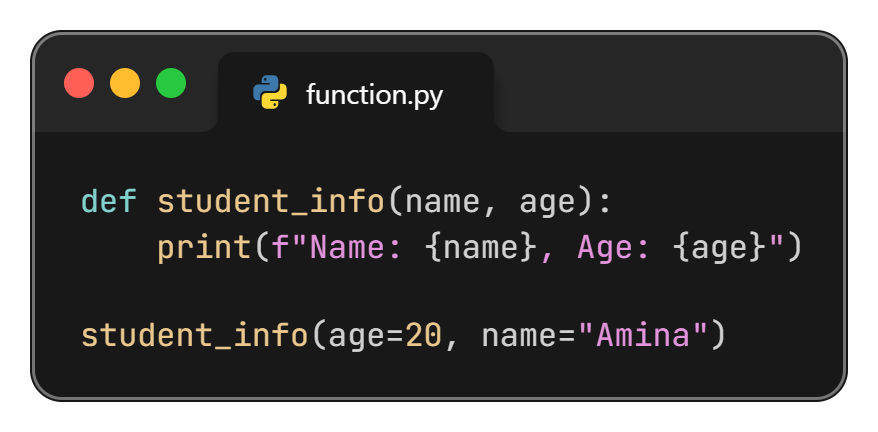 function.py
def student_info(name, age):
    print(f"Name: {name}, Age: {age}")
student_info(age=20, name="Amina")